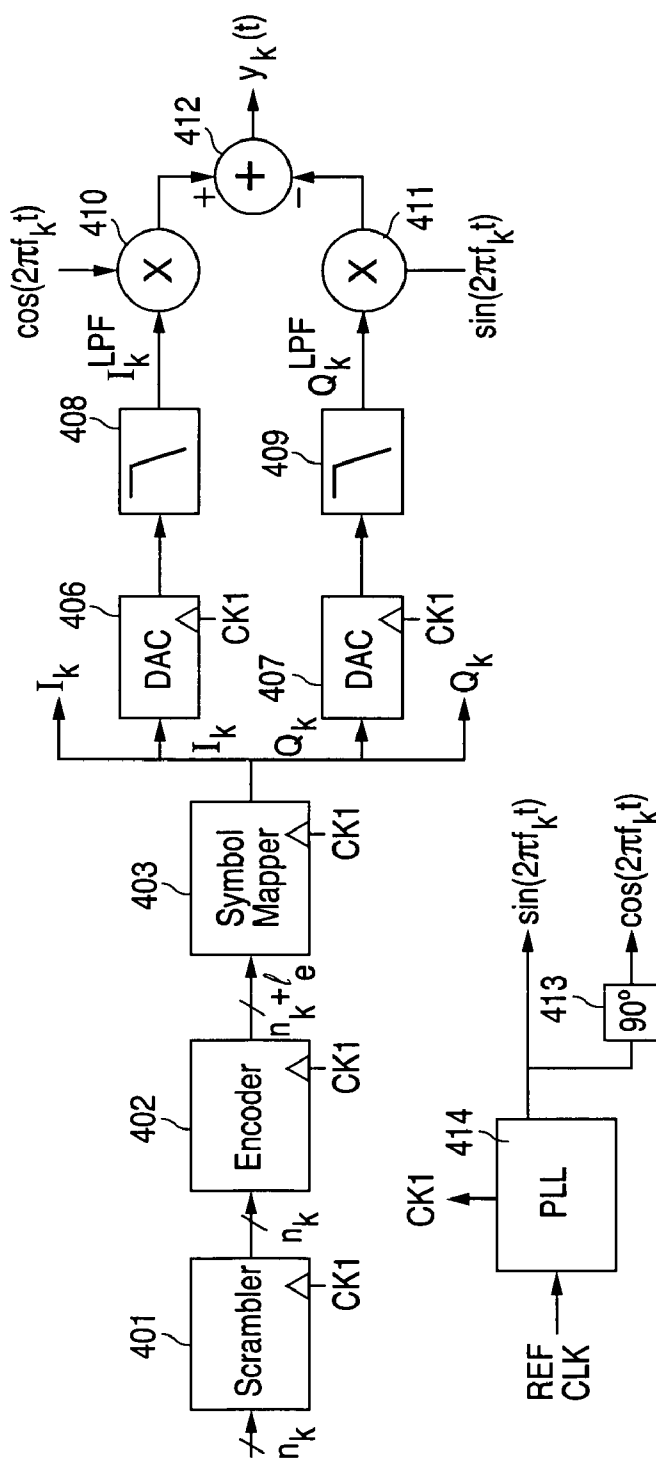 n_k
401
Scrambler
CK1
n_k
402
Encoder
CK1
n_k + ℓ_e
403
Symbol
Mapper
CK1
I_k
I_k
Q_k
Q_k
406
DAC
CK1
407
DAC
CK1
408
409
I_k^LPF
Q_k^LPF
cos(2πf_kt)
410
X
411
X
sin(2πf_kt)
412
+
+
−
y_k(t)
REF
CLK
414
PLL
CK1
413
90°
sin(2πf_kt)
cos(2πf_kt)